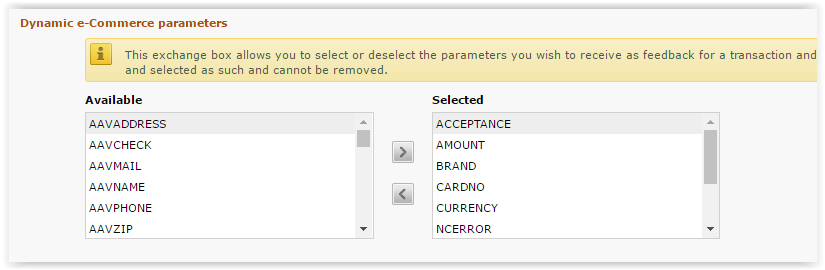 Dynamic e-Commerce parameters
This exchange box allows you to select or deselect the parameters you wish to receive as feedback for a transaction and
and selected as such and cannot be removed.
Available
Selected
AAVADDRESS
AAVCHECK
AAVMAIL
AAVNAME
AAVPHONE
AAVZIP
ACCEPTANCE
AMOUNT
BRAND
CARDNO
CURRENCY
NCERROR